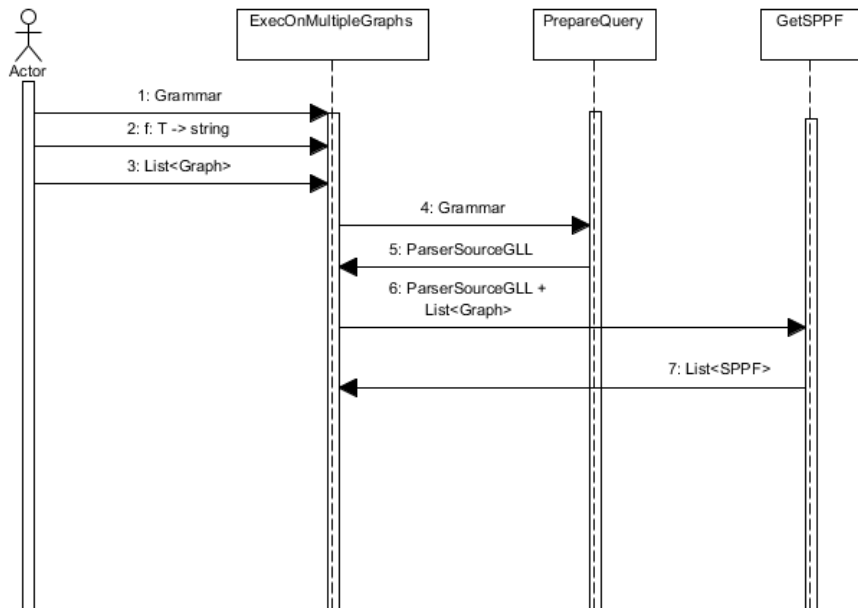 ExecOnMultipleGraphs
PrepareQuery
GetSPPF
Actor
1: Grammar
2: f: T -> string
3: List<Graph>
4: Grammar
5: ParserSourceGLL
6: ParserSourceGLL +
List<Graph>
7: List<SPPF>